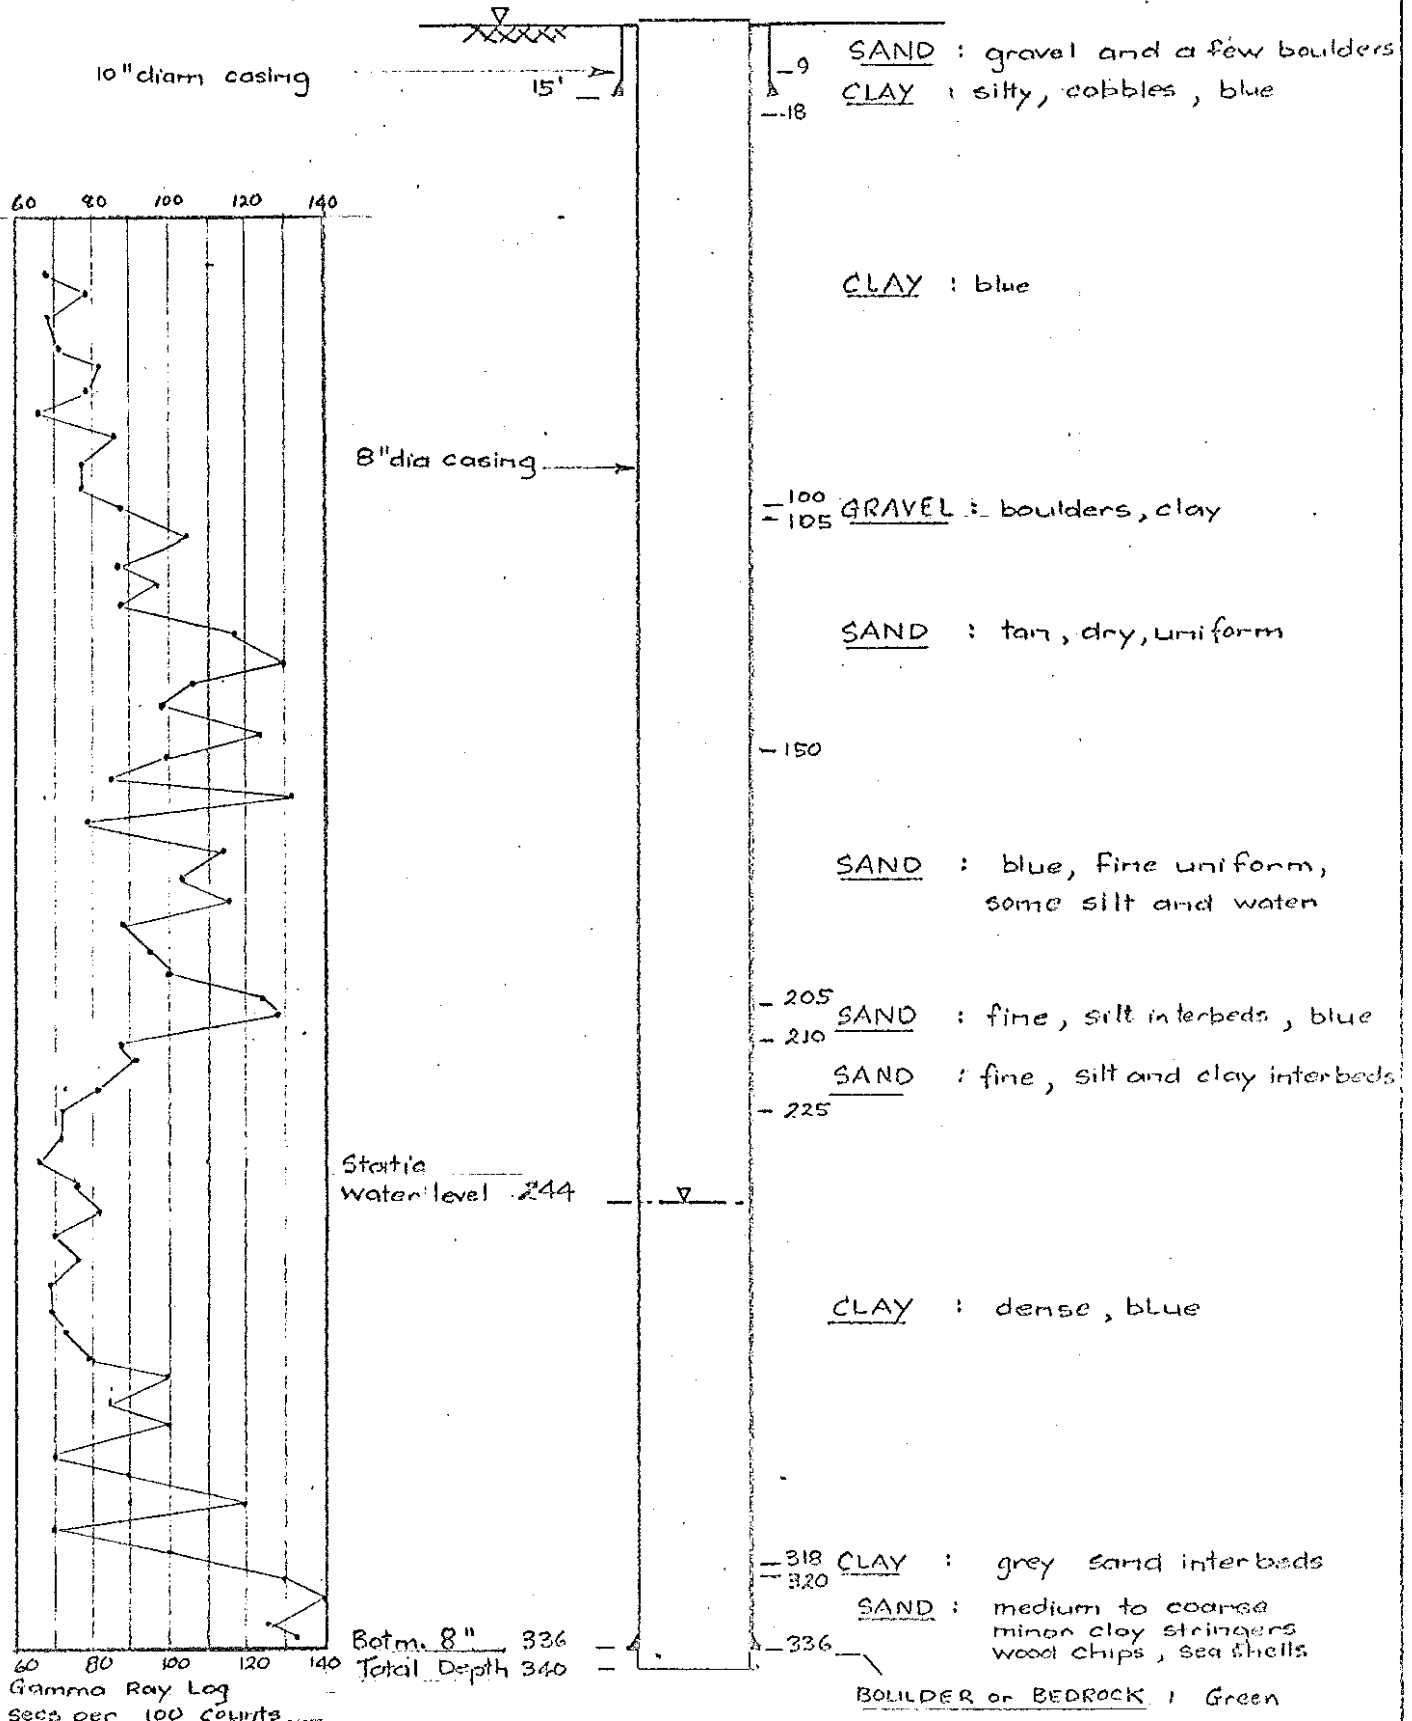 SAND : gravel and a few boulders
10" diam casing
15'
9
CLAY : silty, cobbles, blue
18
60 80 100 120 140
CLAY : blue
8" dia casing
100
105
GRAVEL : boulders, clay
SAND : tan, dry, uniform
150
SAND : blue, fine uniform,
some silt and water
205
SAND : fine, silt interbeds, blue
210
SAND : fine, silt and clay interbeds
225
Static
Water level 244
CLAY : dense, blue
318
CLAY : grey sand interbeds
320
SAND : medium to coarse
minor clay stringers
wood chips, sea shells
Botm. 8" 336
336
Total Depth 340
60 80 100 120 140
Gamma Ray Log
Secs per 100 counts
BOULDER or BEDROCK : Green